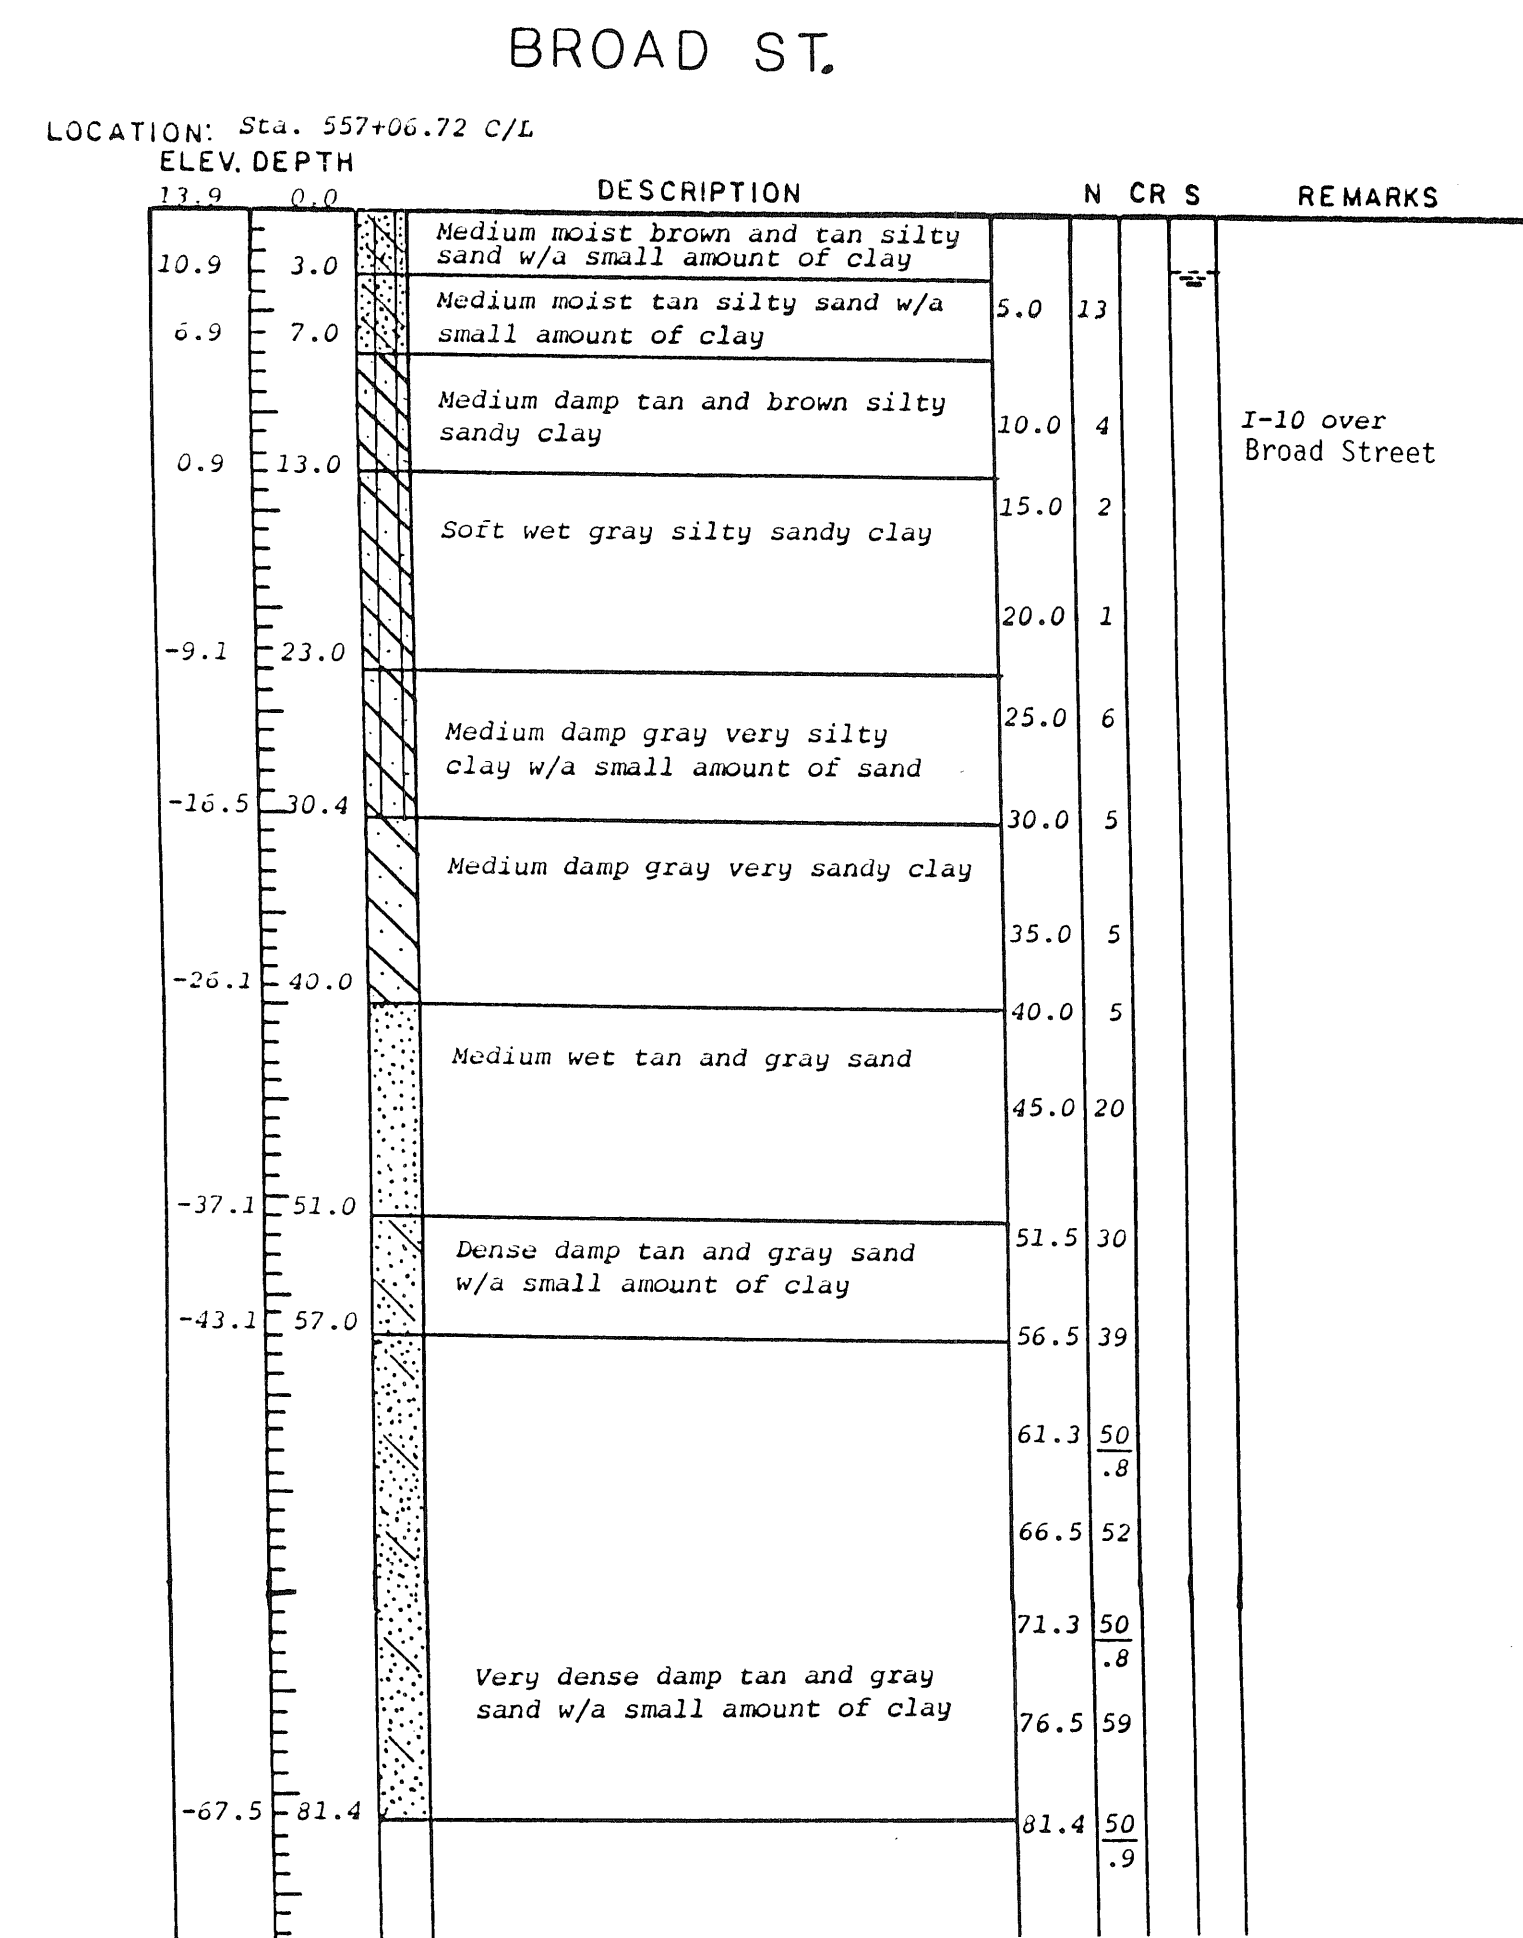 BROAD ST.
LOCATION: Sta. 557+06.72 C/L
ELEV. DEPTH
13.9 0.0 DESCRIPTION N CR S REMARKS
Medium moist brown and tan silty
10.9 3.0 sand w/a small amount of clay
Medium moist tan silty sand w/a 5.0 13
6.9 7.0 small amount of clay
Medium damp tan and brown silty 10.0 4 I-10 over
sandy clay Broad Street
0.9 13.0
15.0 2
Soft wet gray silty sandy clay
20.0 1
-9.1 23.0
25.0 6
Medium damp gray very silty
clay w/a small amount of sand
-16.5 30.4
30.0 5
Medium damp gray very sandy clay
35.0 5
-26.1 40.0
40.0 5
Medium wet tan and gray sand
45.0 20
-37.1 51.0
51.5 30
Dense damp tan and gray sand
w/a small amount of clay
-43.1 57.0
56.5 39
61.3 50
.8
66.5 52
71.3 50
.8
Very dense damp tan and gray
sand w/a small amount of clay
76.5 59
-67.5 81.4
81.4 50
.9